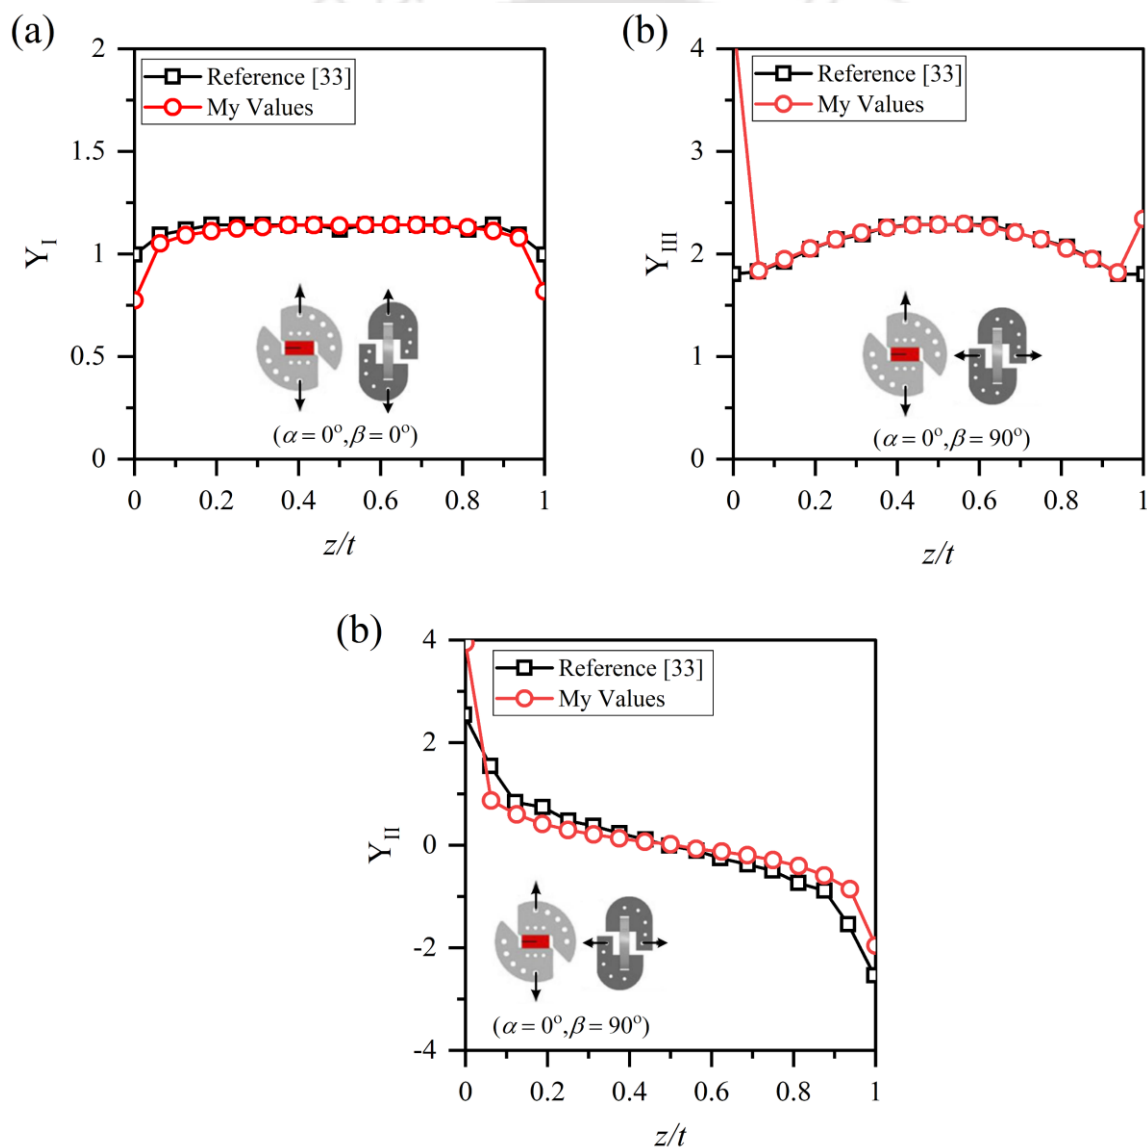 (a)
2
1.5
1
0.5
0
Y_I
Reference [33]
My Values
(α = 0°, β = 0°)
0 0.2 0.4 0.6 0.8 1
z/t
(b)
4
3
2
1
0
Y_III
Reference [33]
My Values
(α = 0°, β = 90°)
0 0.2 0.4 0.6 0.8 1
z/t
(b)
4
2
0
-2
-4
Y_II
Reference [33]
My Values
(α = 0°, β = 90°)
0 0.2 0.4 0.6 0.8 1
z/t